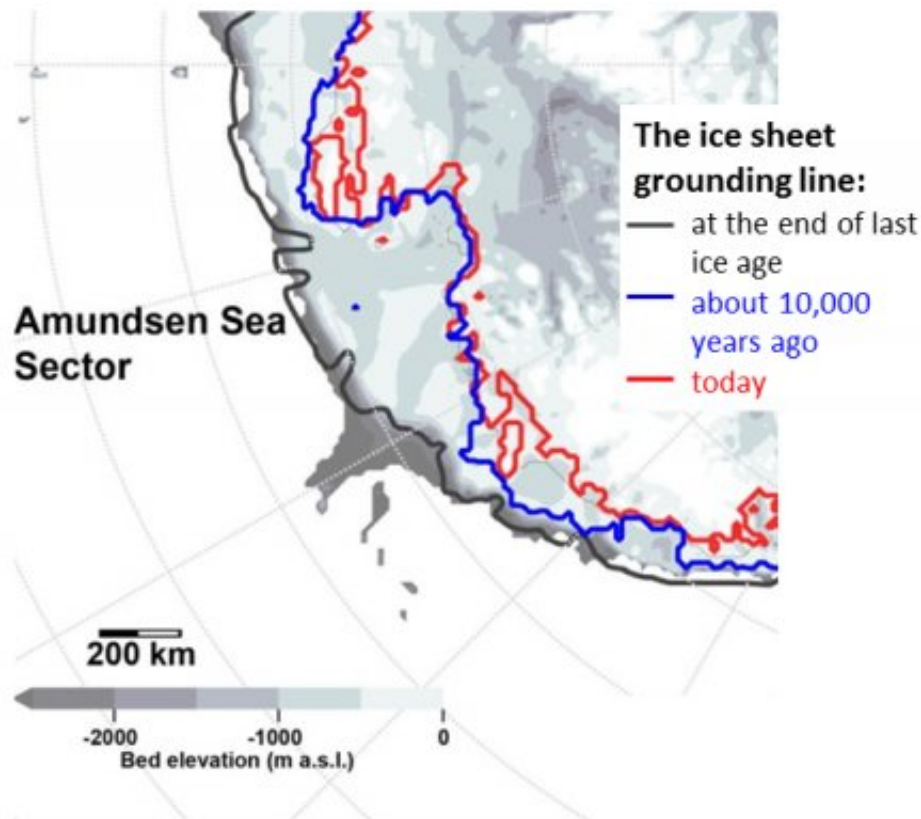 The ice sheet
grounding line:
at the end of last
ice age
about 10,000
years ago
today
Amundsen Sea
Sector
200 km
-2000 -1000 0
Bed elevation (m a.s.l.)